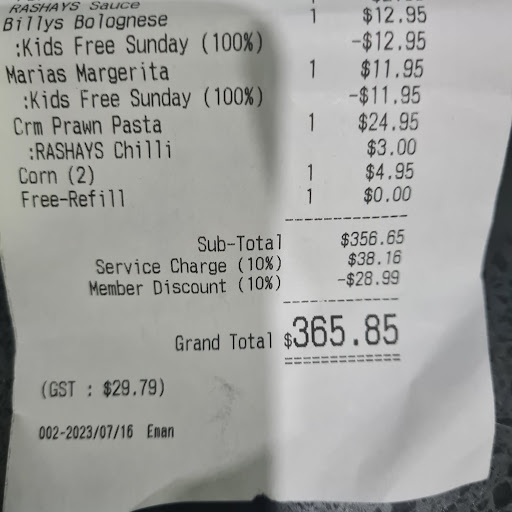 RASHAYS Sauce
Billys Bolognese 1 $12.95
:Kids Free Sunday (100%) -$12.95
Marias Margerita 1 $11.95
:Kids Free Sunday (100%) -$11.95
Crm Prawn Pasta 1 $24.95
:RASHAYS Chilli $3.00
Corn (2) 1 $4.95
Free-Refill 1 $0.00
Sub-Total $356.65
Service Charge (10%) $38.16
Member Discount (10%) -$28.99
Grand Total $365.85
(GST : $29.79)
002-2023/07/16 Eman